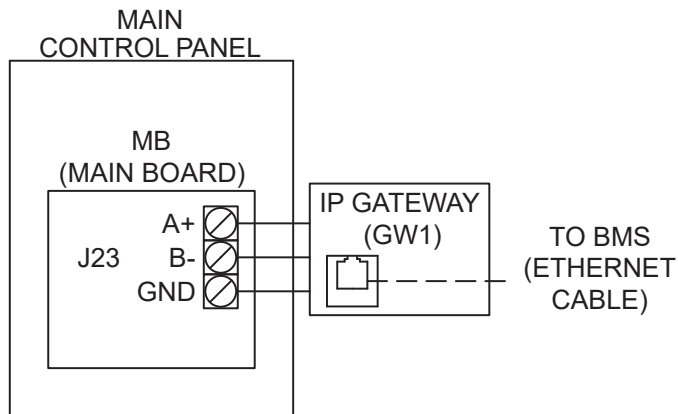 MAIN
CONTROL PANEL
MB
(MAIN BOARD)
J23
A+
B-
GND
IP GATEWAY
(GW1)
TO BMS
(ETHERNET
CABLE)